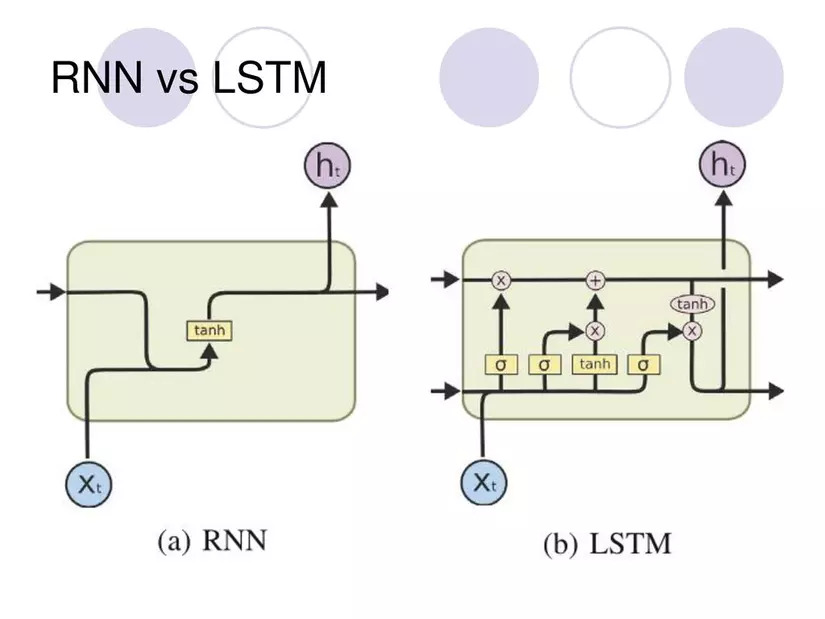 RNN vs LSTM
hₜ
hₜ
tanh
x
+
tanh
x
x
σ
σ
tanh
σ
Xₜ
Xₜ
(a) RNN
(b) LSTM